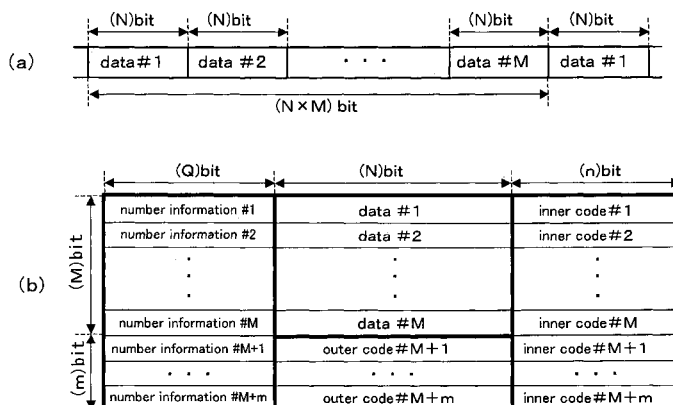 (N)bit (N)bit (N)bit (N)bit
(a) data#1 data#2 · · · data#M data#1
(N×M) bit
(Q)bit (N)bit (n)bit
number information #1 data #1 inner code#1
number information #2 data #2 inner code#2
(b) (M)bit
number information #M data #M inner code#M
(m)bit
number information #M+1 outer code#M+1 inner code#M+1
· · · · · · · · ·
number information #M+m outer code#M+m inner code#M+m